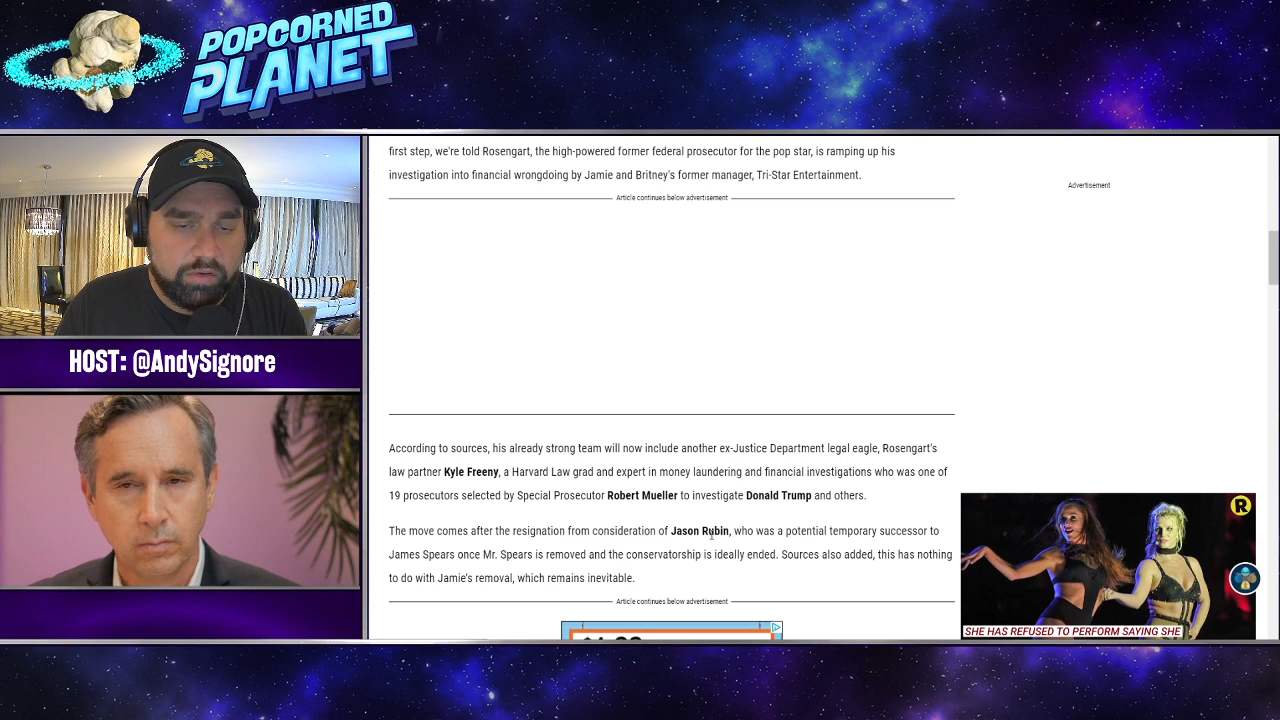 POPCORNED
PLANET
HOST: @AndySignore
first step, we're told Rosengart, the high-powered former federal prosecutor for the pop star, is ramping up his
investigation into financial wrongdoing by Jamie and Britney's former manager, Tri-Star Entertainment.
Article continues below advertisement
Advertisement
According to sources, his already strong team will now include another ex-Justice Department legal eagle, Rosengart's
law partner Kyle Freeny, a Harvard Law grad and expert in money laundering and financial investigations who was one of
19 prosecutors selected by Special Prosecutor Robert Mueller to investigate Donald Trump and others.
The move comes after the resignation from consideration of Jason Rubin, who was a potential temporary successor to
James Spears once Mr. Spears is removed and the conservatorship is ideally ended. Sources also added, this has nothing
to do with Jamie's removal, which remains inevitable.
Article continues below advertisement
R
SHE HAS REFUSED TO PERFORM SAYING SHE